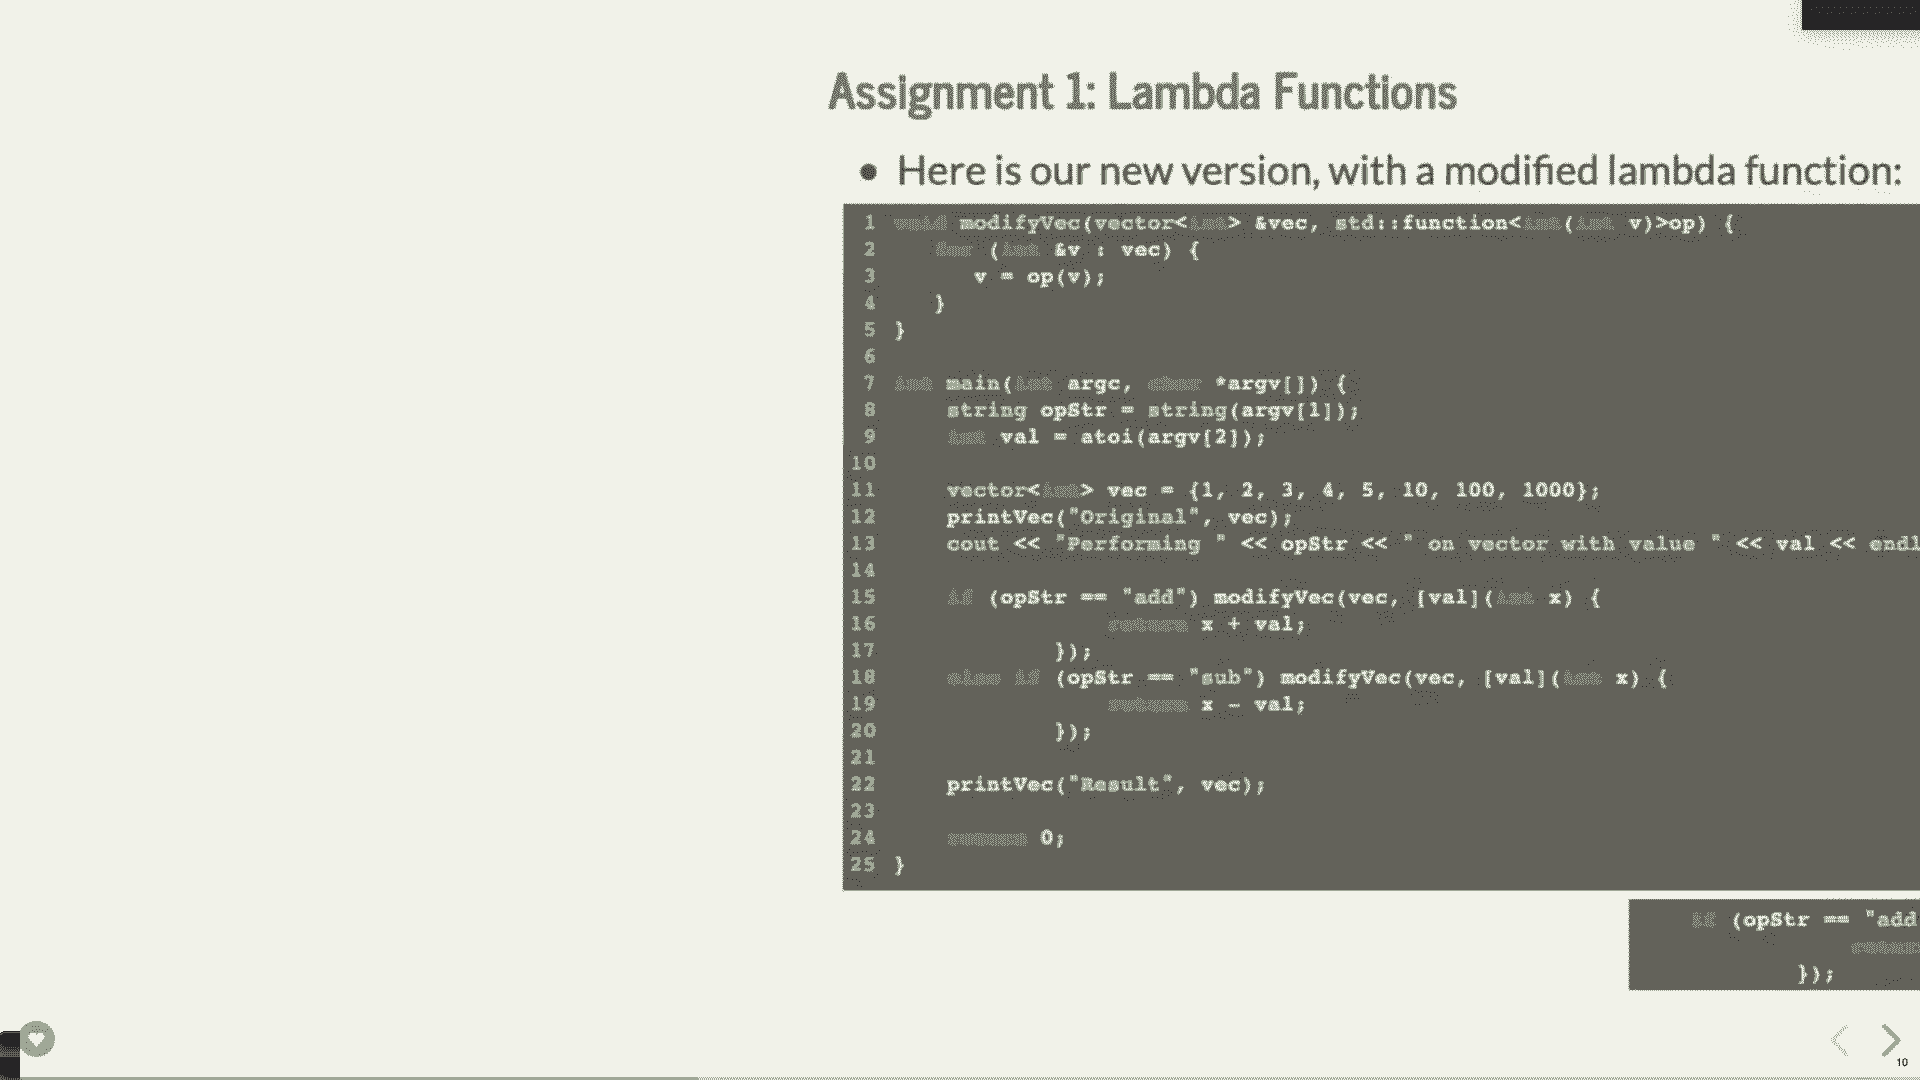 Assignment 1: Lambda Functions
• Here is our new version, with a modified lambda function:
1 void modifyVec(vector<int> &vec, std::function<int(int v)>op) {
2 for (int &v : vec) {
3 v = op(v);
4 }
5 }
6
7 int main(int argc, char *argv[]) {
8 string opStr = string(argv[1]);
9 int val = atoi(argv[2]);
10
11 vector<int> vec = {1, 2, 3, 4, 5, 10, 100, 1000};
12 printVec("Original", vec);
13 cout << "Performing " << opStr << " on vector with value " << val << endl
14
15 if (opStr == "add") modifyVec(vec, [val](int x) {
16 return x + val;
17 });
18 else if (opStr == "sub") modifyVec(vec, [val](int x) {
19 return x - val;
20 });
21
22 printVec("Result", vec);
23
24 return 0;
25 }
if (opStr == "add
return
});
10